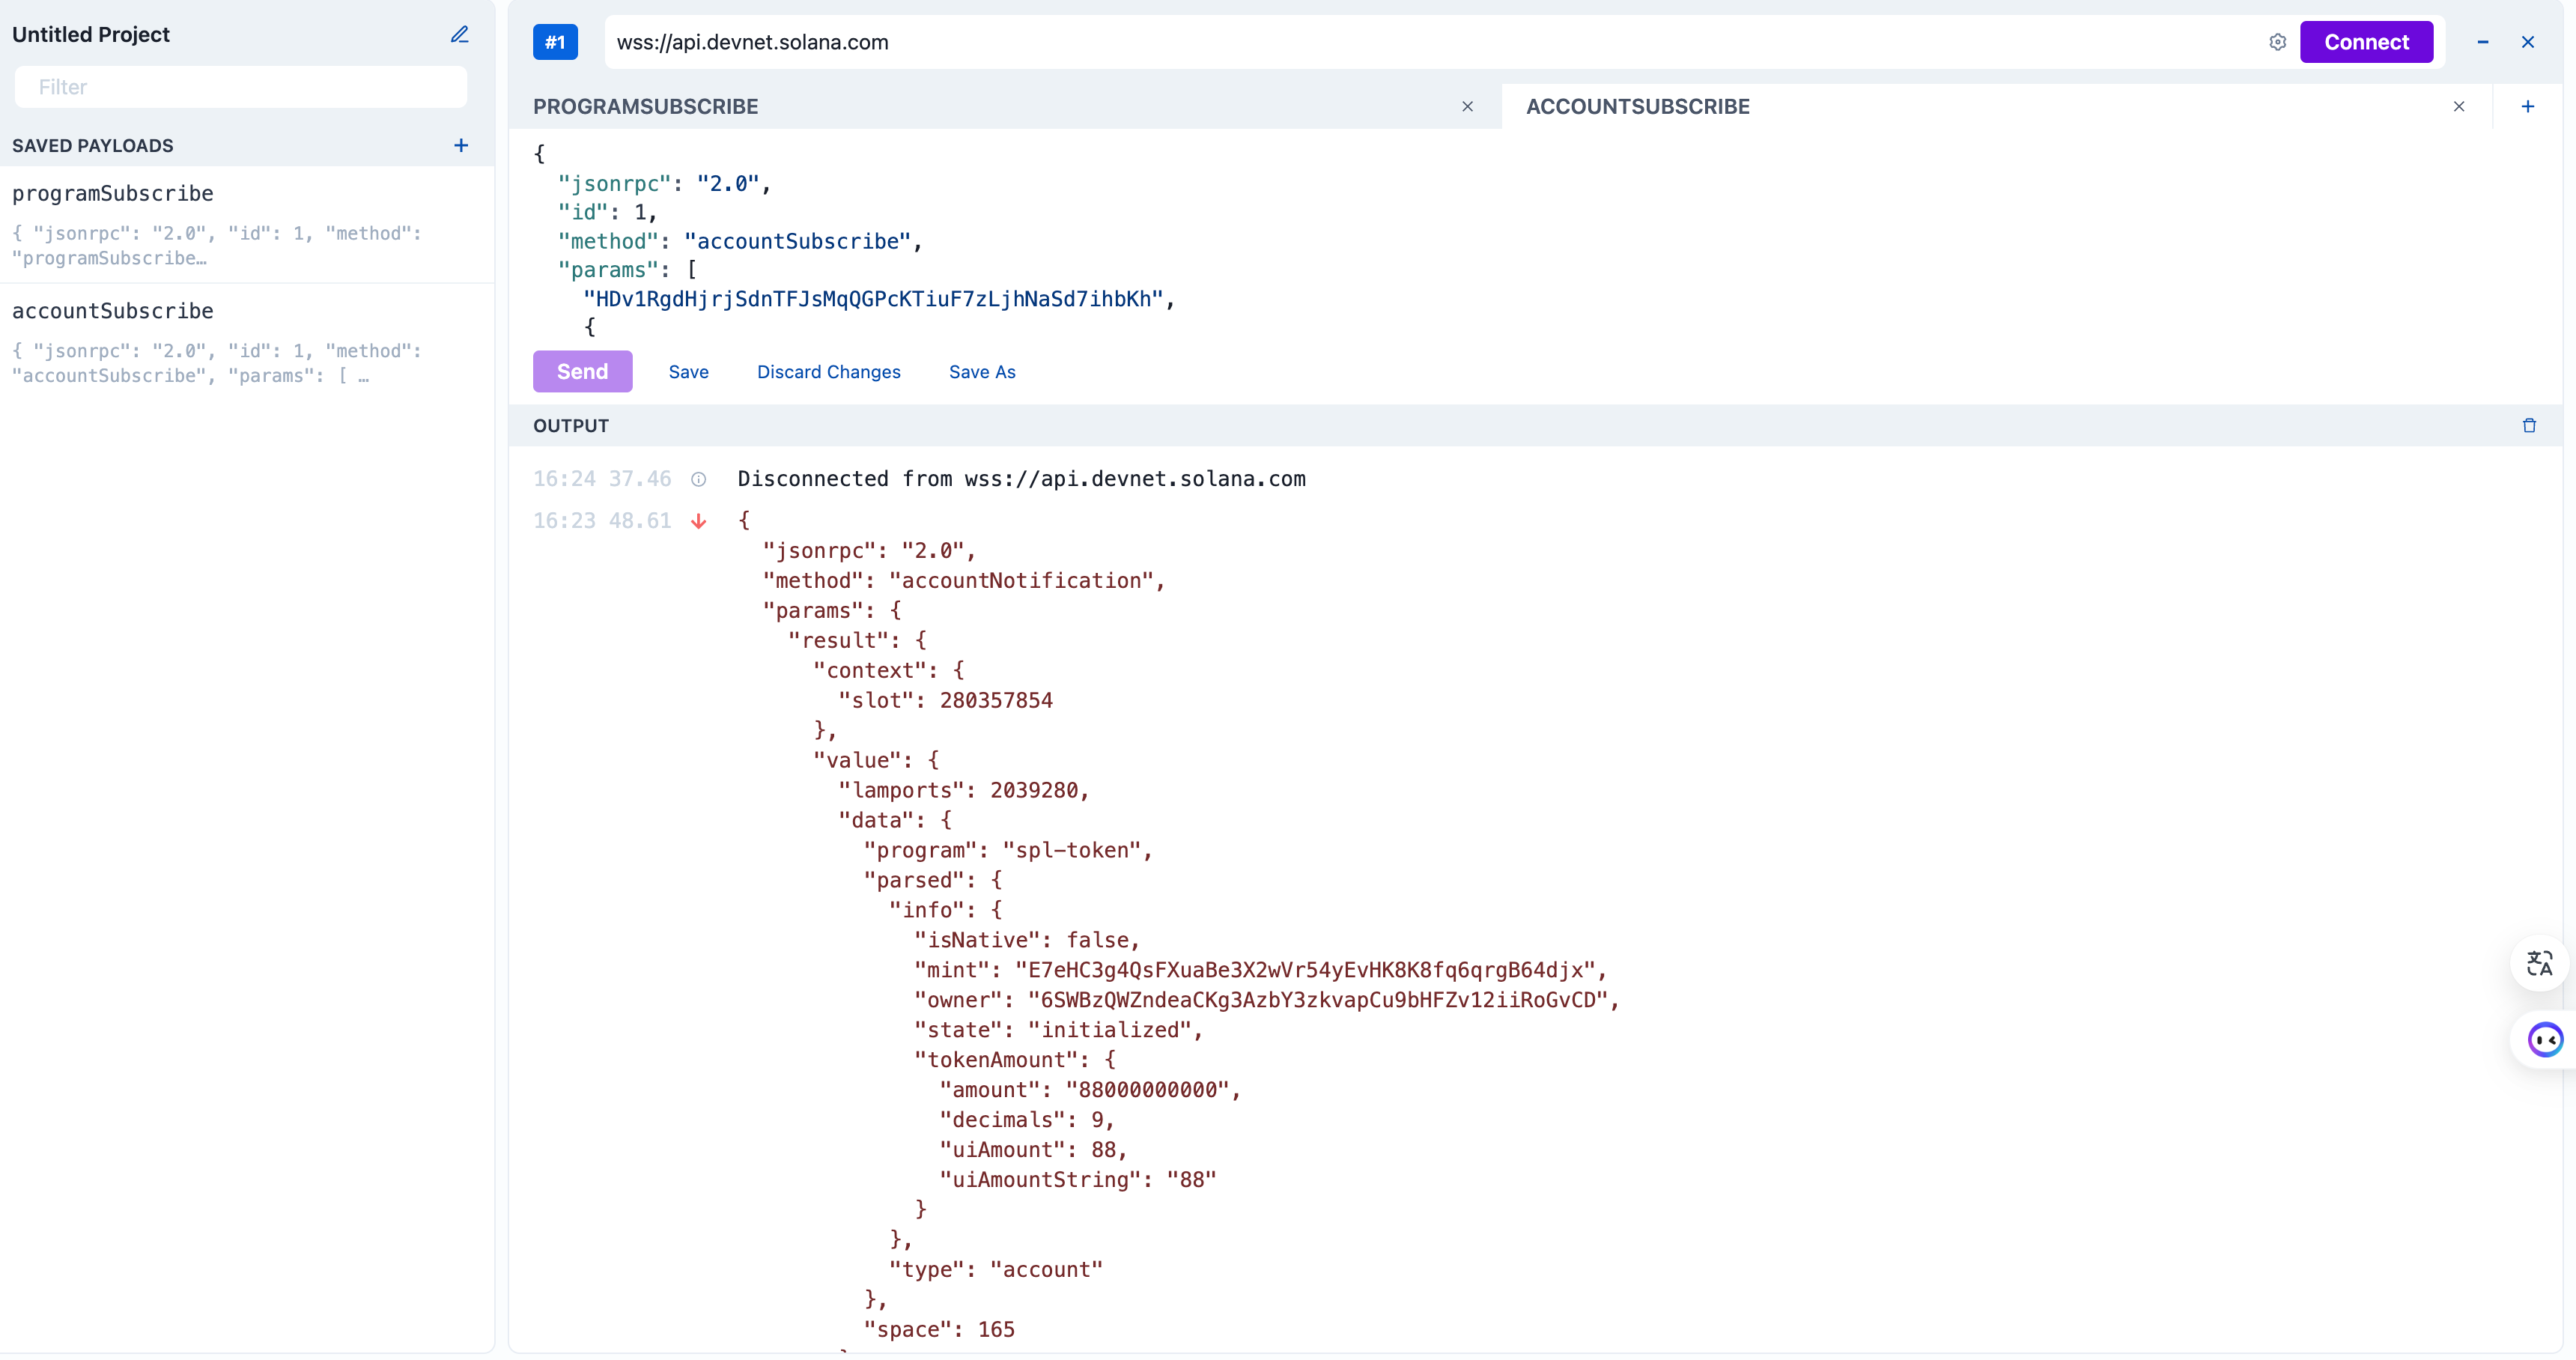 Untitled Project
Filter
SAVED PAYLOADS
programSubscribe
{ "jsonrpc": "2.0", "id": 1, "method":
"programSubscribe…
accountSubscribe
{ "jsonrpc": "2.0", "id": 1, "method":
"accountSubscribe", "params": [ …
#1
wss://api.devnet.solana.com
Connect
PROGRAMSUBSCRIBE
ACCOUNTSUBSCRIBE
{
"jsonrpc": "2.0",
"id": 1,
"method": "accountSubscribe",
"params": [
"HDv1RgdHjrjSdnTFJsMqQGPcKTiuF7zLjhNaSd7ihbKh",
{
Send Save Discard Changes Save As
OUTPUT
16:24 37.46 Disconnected from wss://api.devnet.solana.com
16:23 48.61 {
"jsonrpc": "2.0",
"method": "accountNotification",
"params": {
"result": {
"context": {
"slot": 280357854
},
"value": {
"lamports": 2039280,
"data": {
"program": "spl-token",
"parsed": {
"info": {
"isNative": false,
"mint": "E7eHC3g4QsFXuaBe3X2wVr54yEvHK8K8fq6qrgB64djx",
"owner": "6SWBzQWZndeaCKg3AzbY3zkvapCu9bHFZv12iiRoGvCD",
"state": "initialized",
"tokenAmount": {
"amount": "88000000000",
"decimals": 9,
"uiAmount": 88,
"uiAmountString": "88"
}
},
"type": "account"
},
"space": 165